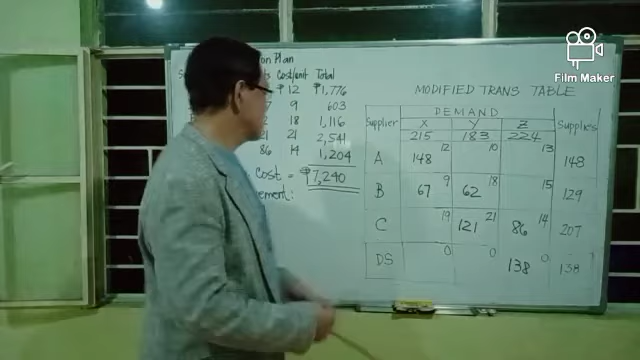 on Plan
Cost/unit Total
₱12 ₱1,776
9 603
18 1,116
21 2,541
86 14 1,204
Cost = ₱7,240
ement:
MODIFIED TRANS TABLE
Supplier DEMAND Supplies
X Y Z
215 183 224
A 148 12 10 13 148
B 67 9 62 18 15 129
C 19 121 21 86 14 207
DS 0 0 138 0 138
Film Maker